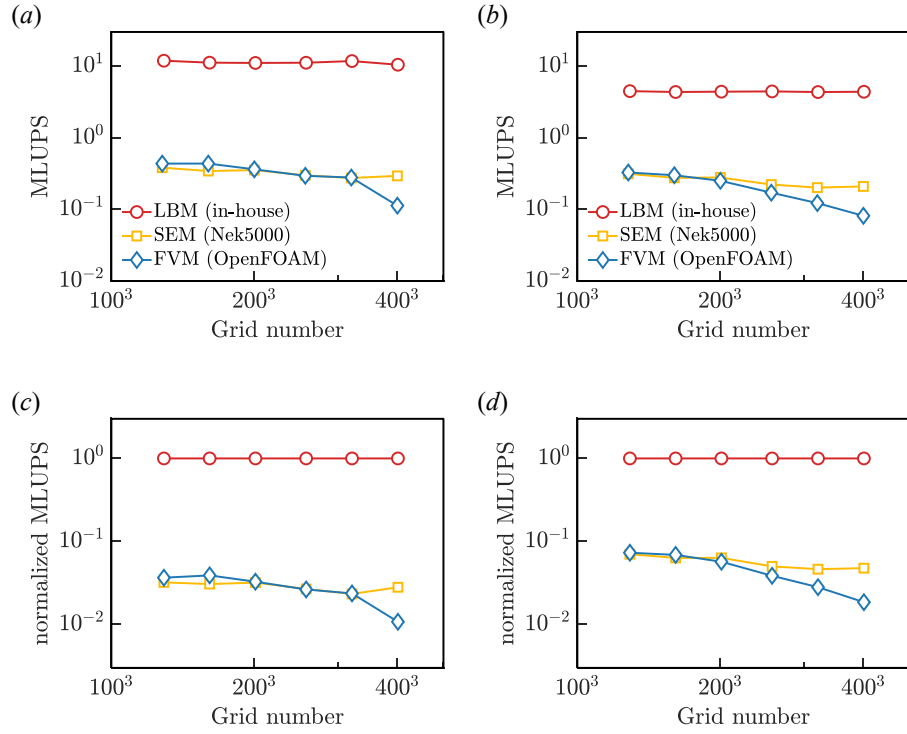 (a)
MLUPS
10^1
10^0
10^-1
10^-2
LBM (in-house)
SEM (Nek5000)
FVM (OpenFOAM)
100^3
200^3
400^3
Grid number
(b)
MLUPS
10^1
10^0
10^-1
10^-2
LBM (in-house)
SEM (Nek5000)
FVM (OpenFOAM)
100^3
200^3
400^3
Grid number
(c)
normalized MLUPS
10^0
10^-1
10^-2
100^3
200^3
400^3
Grid number
(d)
normalized MLUPS
10^0
10^-1
10^-2
100^3
200^3
400^3
Grid number